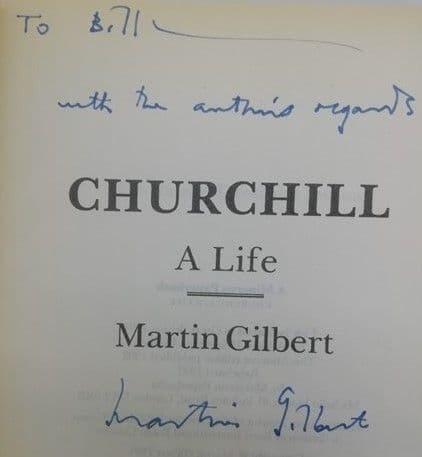 To Bill
with the author's regards
CHURCHILL
A Life
Martin Gilbert
Martin Gilbert